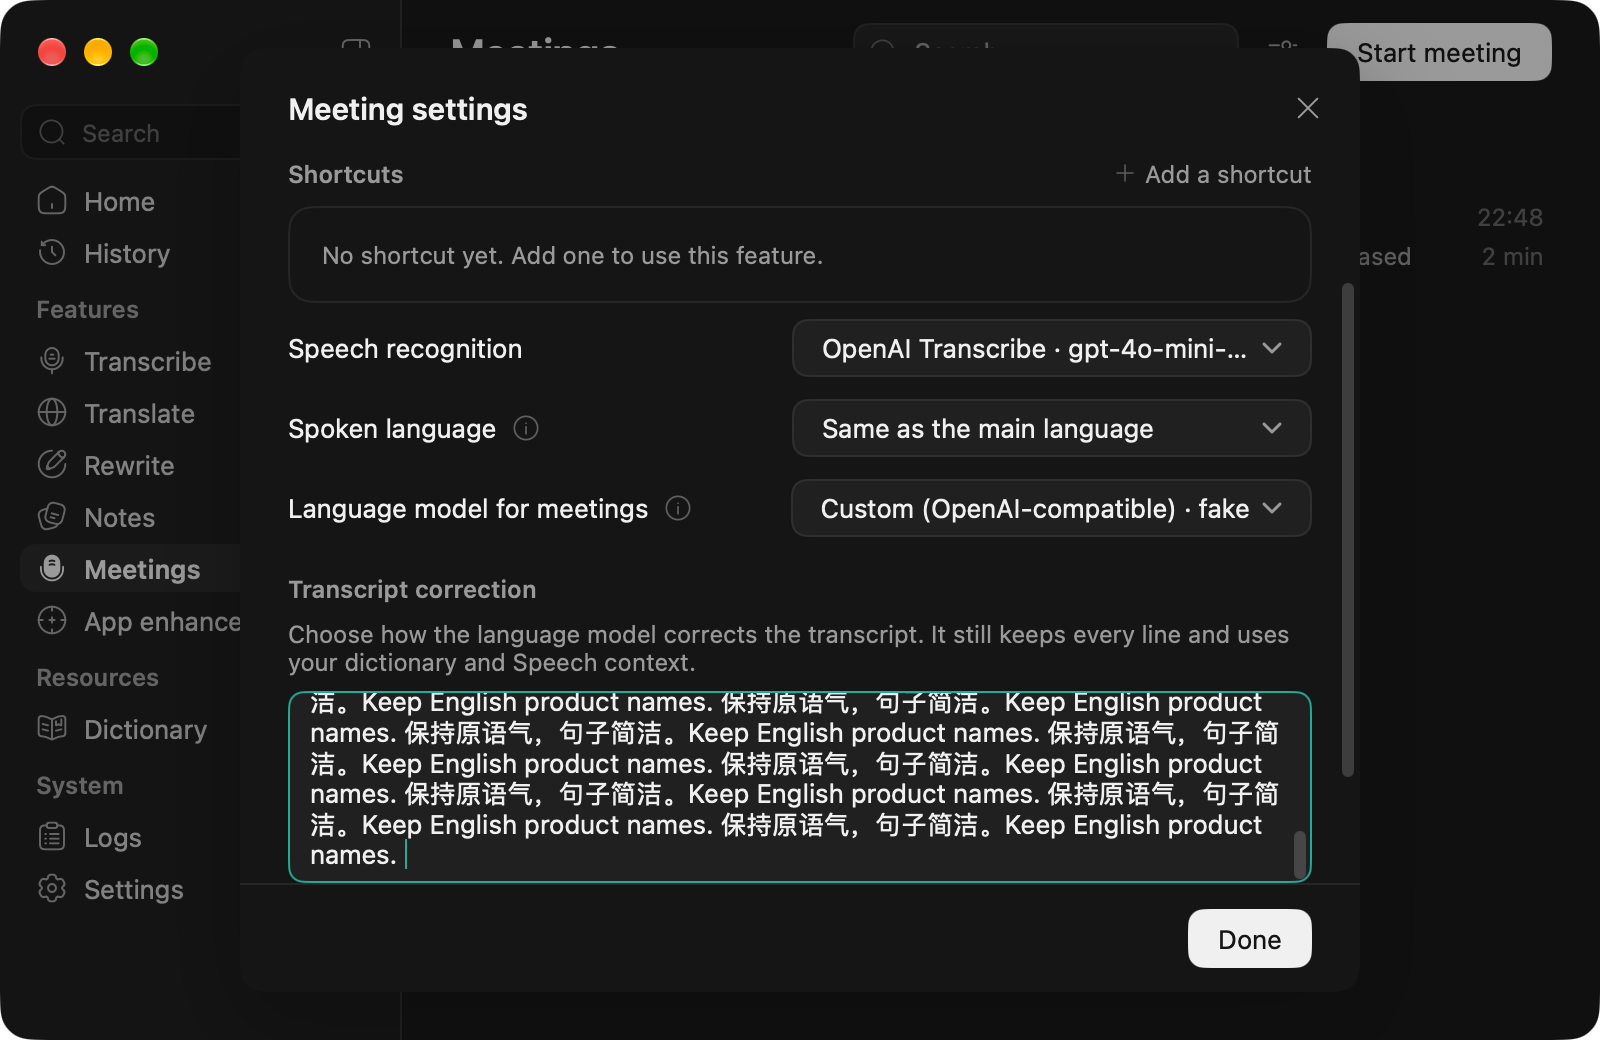 Start meeting
Search
Home
History
Features
Transcribe
Translate
Rewrite
Notes
Meetings
App enhance
Resources
Dictionary
System
Logs
Settings
22:48
ased
2 min
Meeting settings
Shortcuts
Add a shortcut
No shortcut yet. Add one to use this feature.
Speech recognition
OpenAI Transcribe · gpt-4o-mini-...
Spoken language
Same as the main language
Language model for meetings
Custom (OpenAI-compatible) · fake
Transcript correction
Choose how the language model corrects the transcript. It still keeps every line and uses
your dictionary and Speech context.
洁。Keep English product names. 保持原语气，句子简洁。Keep English product
names. 保持原语气，句子简洁。Keep English product names. 保持原语气，句子简
洁。Keep English product names. 保持原语气，句子简洁。Keep English product
names. 保持原语气，句子简洁。Keep English product names. 保持原语气，句子简
洁。Keep English product names. 保持原语气，句子简洁。Keep English product
names.
Done